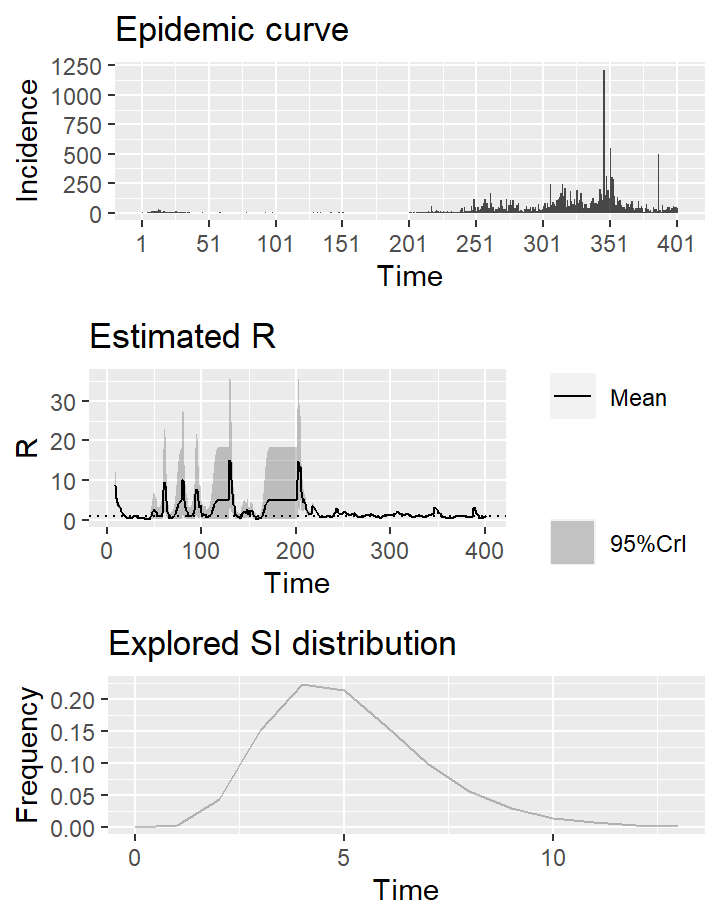 Epidemic curve
1250
1000
750
500
250
0
Incidence
1 51 101 151 201 251 301 351 401
Time
Estimated R
30
20
10
0
R
0 100 200 300 400
Time
Mean
95%CrI
Explored SI distribution
0.20
0.15
0.10
0.05
0.00
Frequency
0 5 10
Time